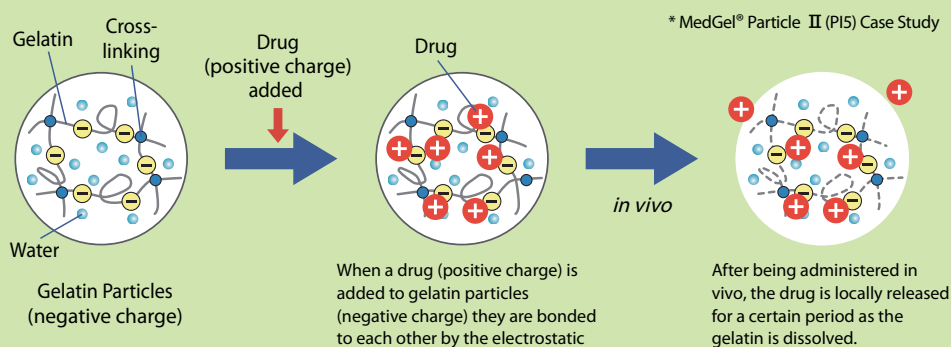 * MedGel® Particle Ⅱ (PI5) Case Study
Gelatin
Cross-
linking
Drug
(positive charge)
added
Drug
in vivo
Water
Gelatin Particles
(negative charge)
When a drug (positive charge) is
added to gelatin particles
(negative charge) they are bonded
to each other by the electrostatic
After being administered in
vivo, the drug is locally released
for a certain period as the
gelatin is dissolved.